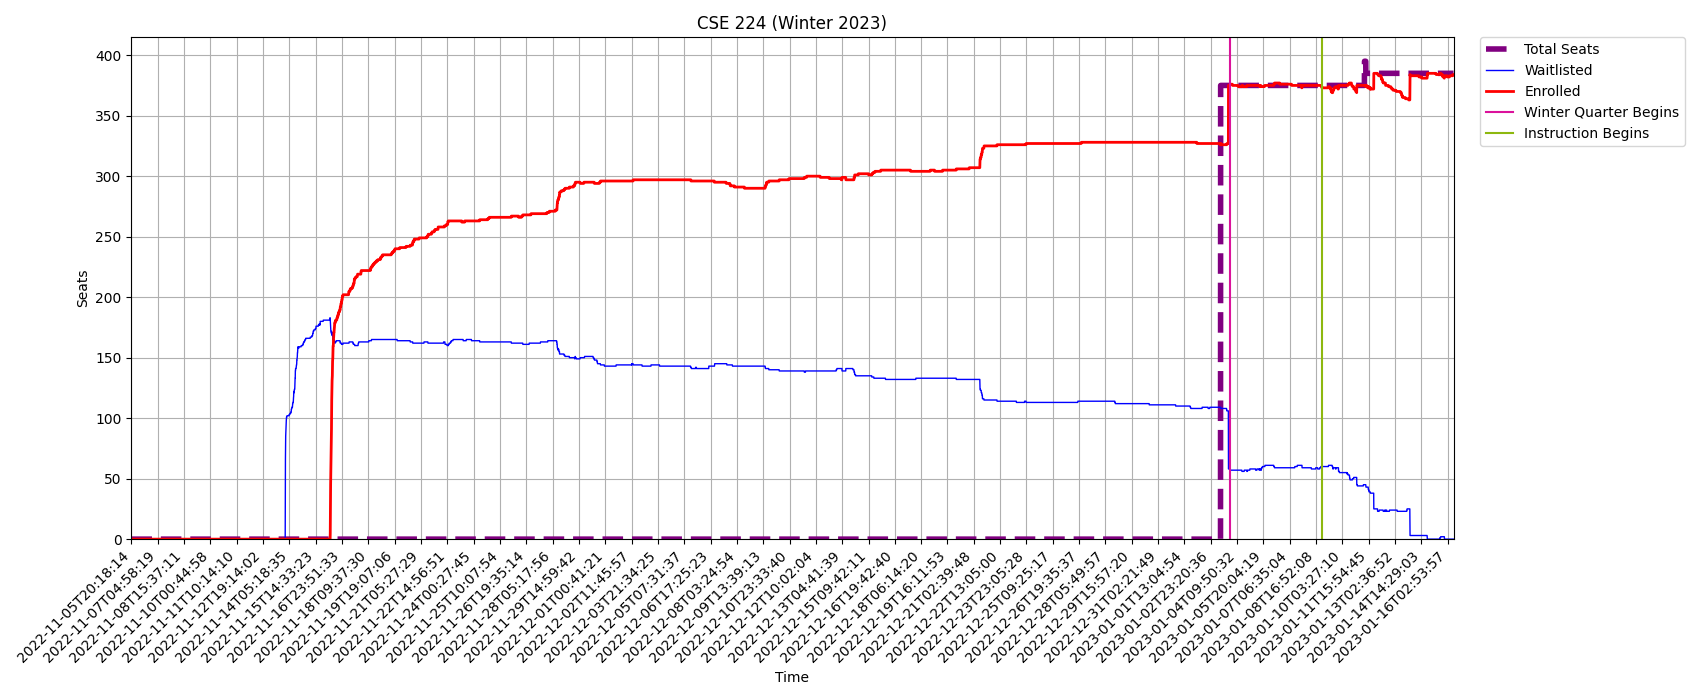 CSE 224 (Winter 2023)
Total Seats
Waitlisted
Enrolled
Winter Quarter Begins
Instruction Begins
Seats
400
350
300
250
200
150
100
50
0
2022-11-05T20:18:14
2022-11-07T04:58:19
2022-11-08T15:37:11
2022-11-10T00:44:58
2022-11-11T10:14:10
2022-11-12T19:14:02
2022-11-14T05:18:35
2022-11-15T14:33:23
2022-11-16T23:51:33
2022-11-18T09:37:30
2022-11-19T19:07:06
2022-11-21T05:27:29
2022-11-22T14:56:51
2022-11-24T00:27:45
2022-11-25T10:07:54
2022-11-26T19:35:14
2022-11-28T05:17:56
2022-11-29T14:59:42
2022-12-01T00:41:21
2022-12-02T11:45:57
2022-12-03T21:34:25
2022-12-05T07:31:37
2022-12-06T17:25:23
2022-12-08T03:24:54
2022-12-09T13:39:13
2022-12-10T23:33:40
2022-12-12T10:02:04
2022-12-13T04:41:39
2022-12-15T09:42:11
2022-12-16T19:42:40
2022-12-18T06:14:20
2022-12-19T16:11:53
2022-12-21T02:39:48
2022-12-22T13:05:00
2022-12-23T23:05:28
2022-12-25T09:25:17
2022-12-26T19:35:37
2022-12-28T05:49:57
2022-12-29T15:57:20
2022-12-31T02:21:49
2023-01-01T13:04:54
2023-01-02T23:20:36
2023-01-04T09:50:32
2023-01-05T20:04:19
2023-01-07T06:35:04
2023-01-08T16:52:08
2023-01-10T03:27:10
2023-01-11T15:54:45
2023-01-13T02:36:52
2023-01-14T14:29:03
2023-01-16T02:53:57
Time